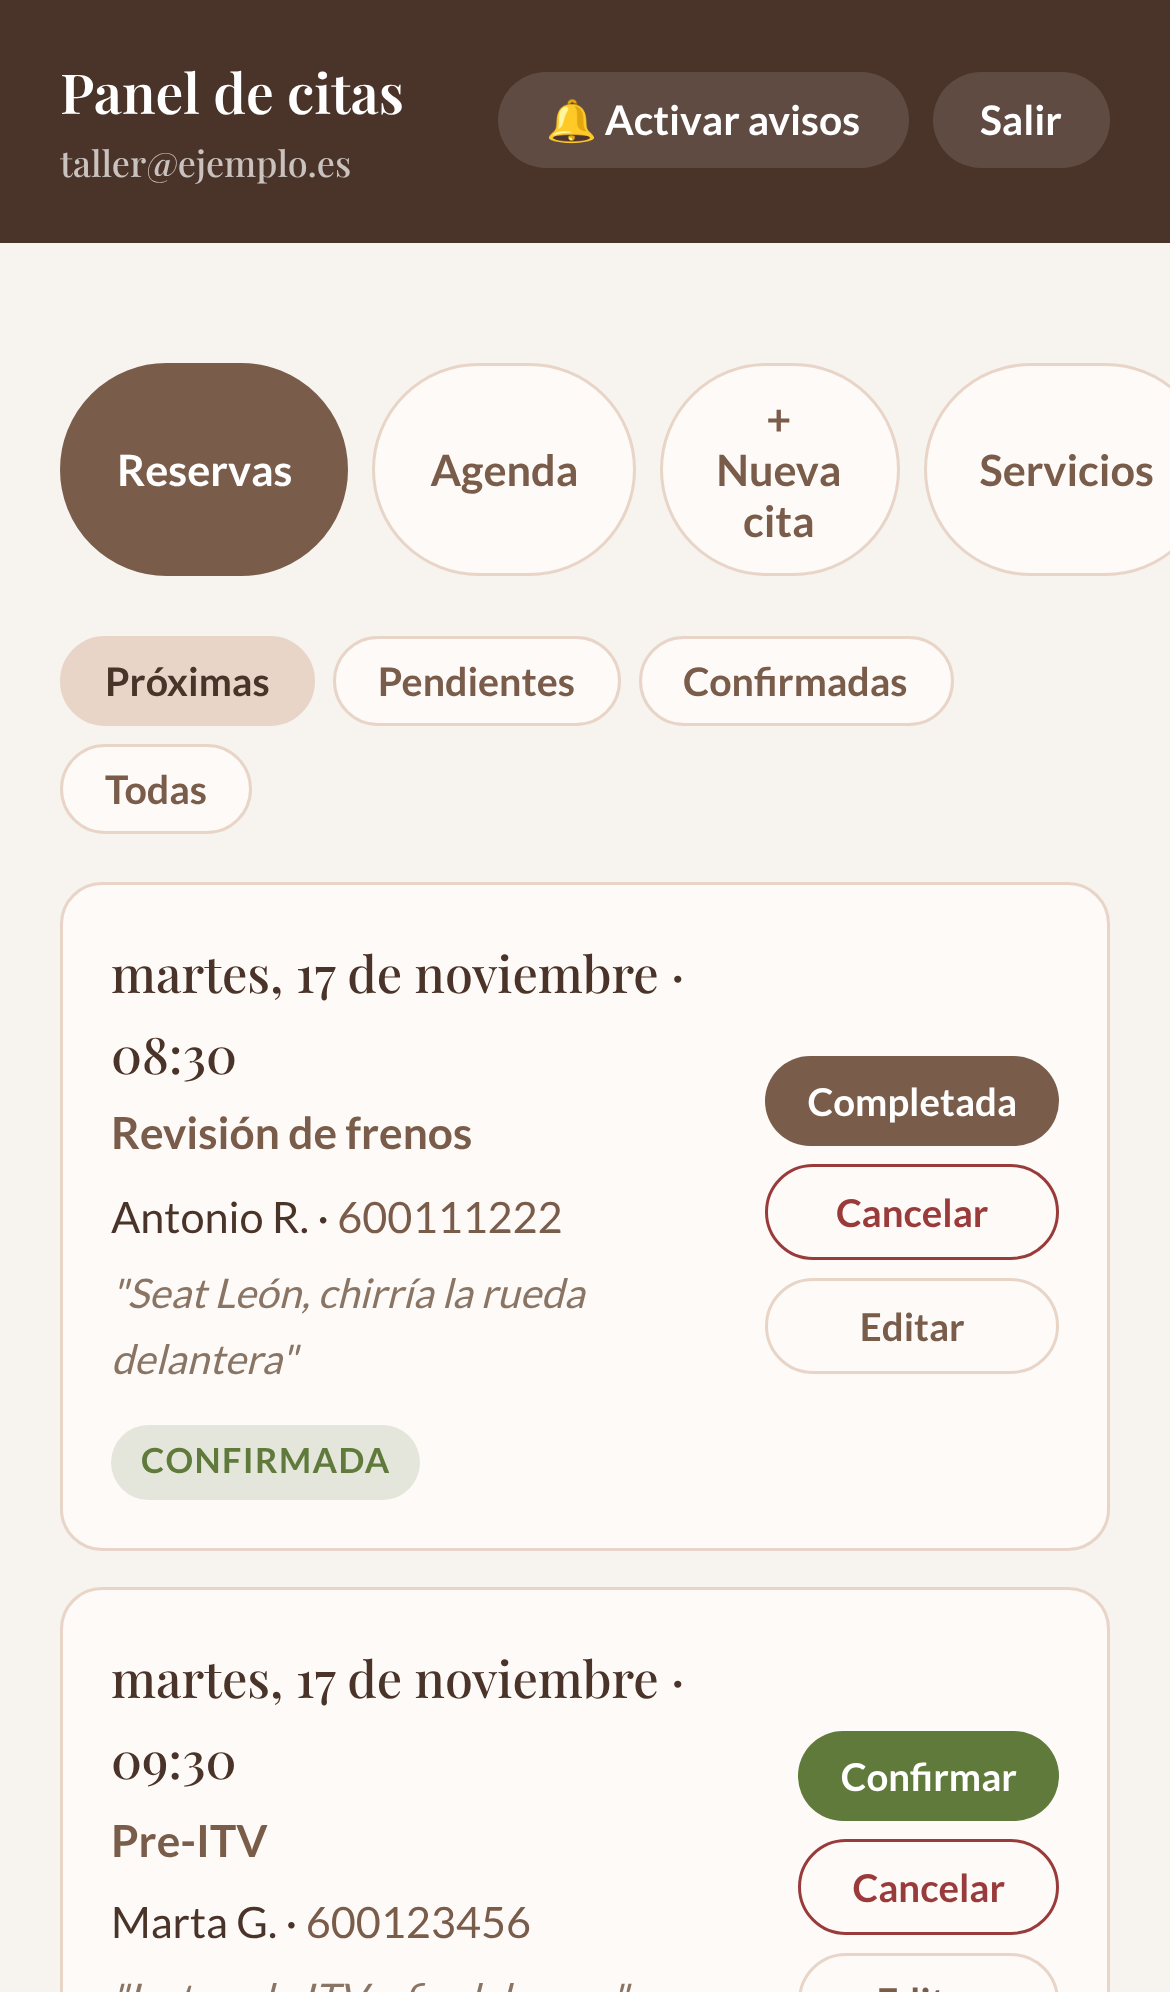 Panel de citas
taller@ejemplo.es
🔔 Activar avisos
Salir
Reservas
Agenda
+
Nueva
cita
Servicios
Próximas
Pendientes
Confirmadas
Todas
martes, 17 de noviembre ·
08:30
Revisión de frenos
Antonio R. · 600111222
"Seat León, chirría la rueda
delantera"
CONFIRMADA
Completada
Cancelar
Editar
martes, 17 de noviembre ·
09:30
Pre-ITV
Marta G. · 600123456
Confirmar
Cancelar